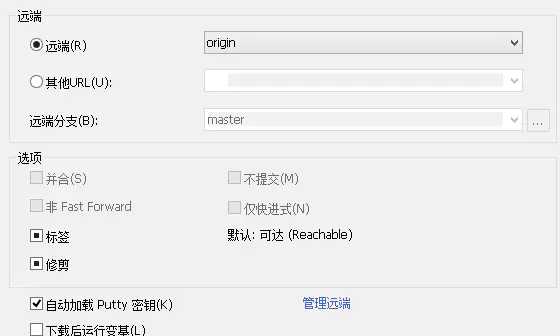 远端
远端(R)
origin
其他URL(U):
远端分支(B):
master
...
选项
并合(S)
不提交(M)
非 Fast Forward
仅快进式(N)
标签
默认: 可达 (Reachable)
修剪
自动加载 Putty 密钥(K)
管理远端
下载后运行变基(L)